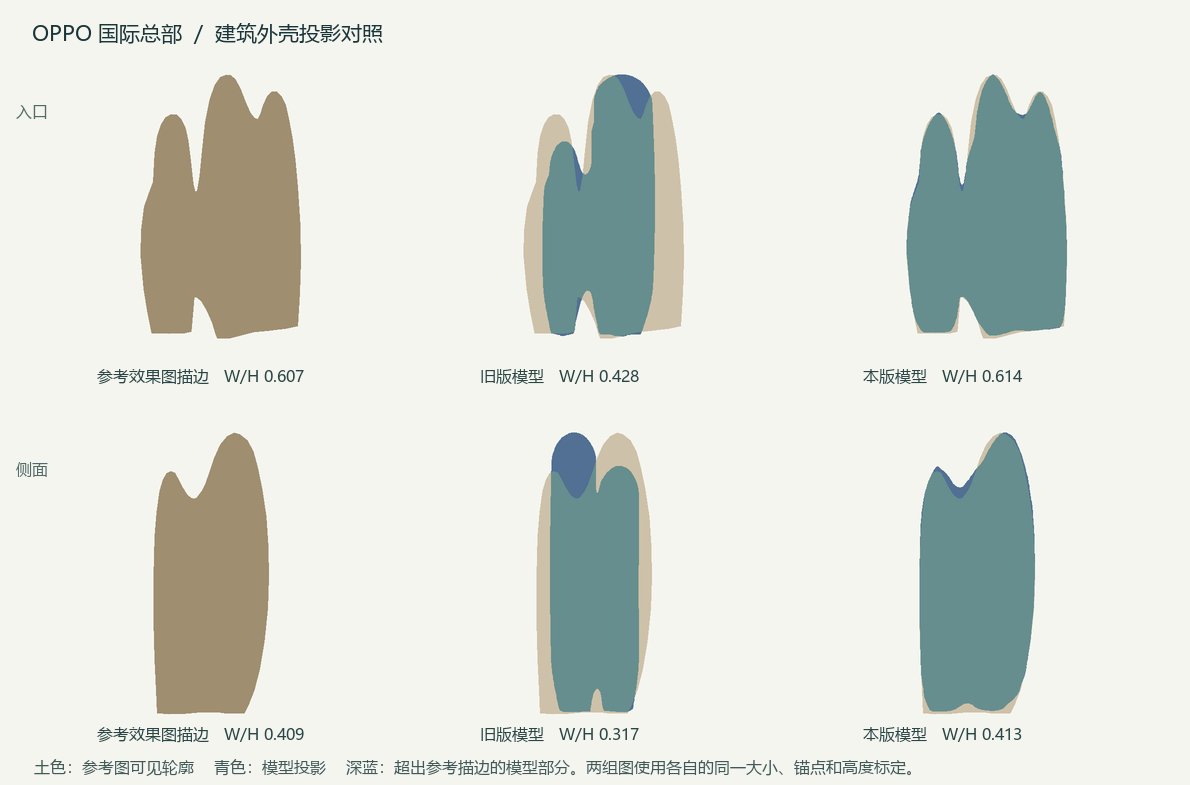 OPPO 国际总部 / 建筑外壳投影对照
入口
参考效果图描边 W/H 0.607
旧版模型 W/H 0.428
本版模型 W/H 0.614
侧面
参考效果图描边 W/H 0.409
旧版模型 W/H 0.317
本版模型 W/H 0.413
土色：参考图可见轮廓 青色：模型投影 深蓝：超出参考描边的模型部分。两组图使用各自的同一大小、锚点和高度标定。